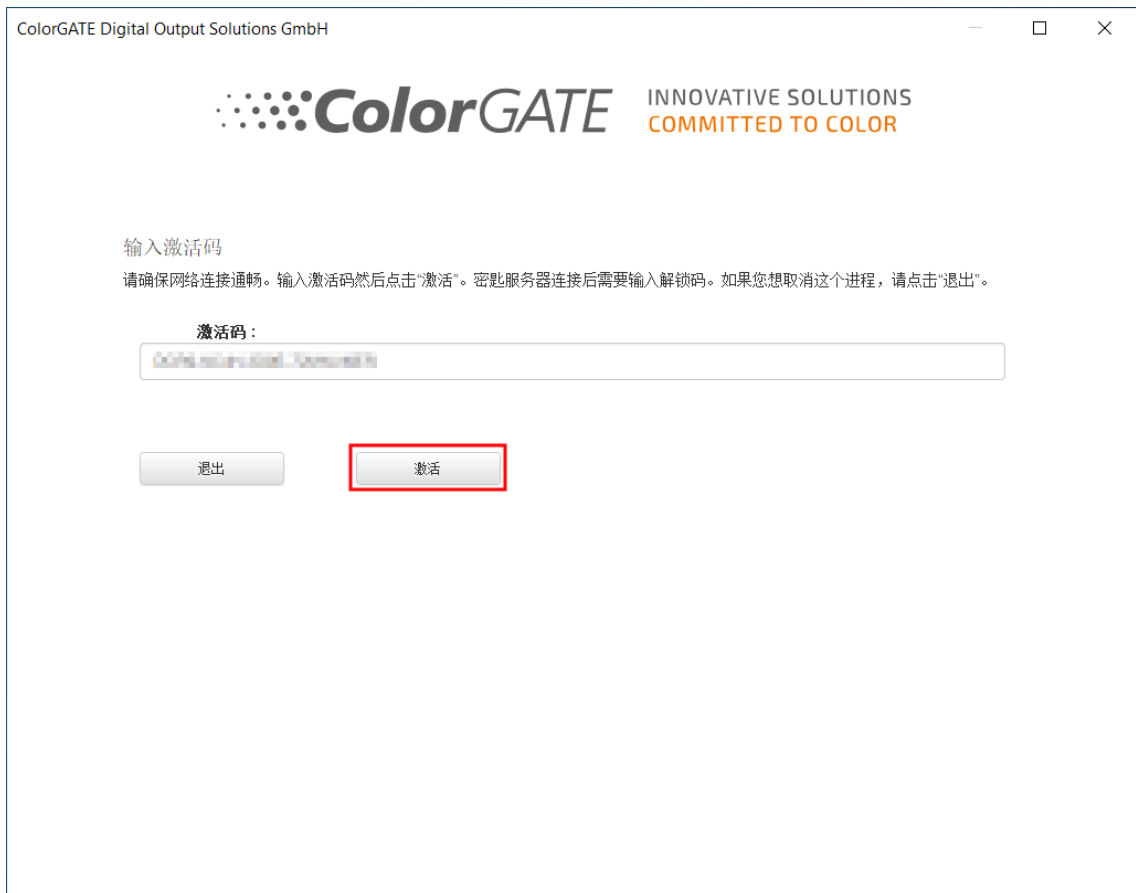 ColorGATE Digital Output Solutions GmbH
ColorGATE INNOVATIVE SOLUTIONS
COMMITTED TO COLOR
输入激活码
请确保网络连接通畅。输入激活码然后点击“激活”。密匙服务器连接后需要输入解锁码。如果您想取消这个进程，请点击“退出”。
激活码：
退出 激活